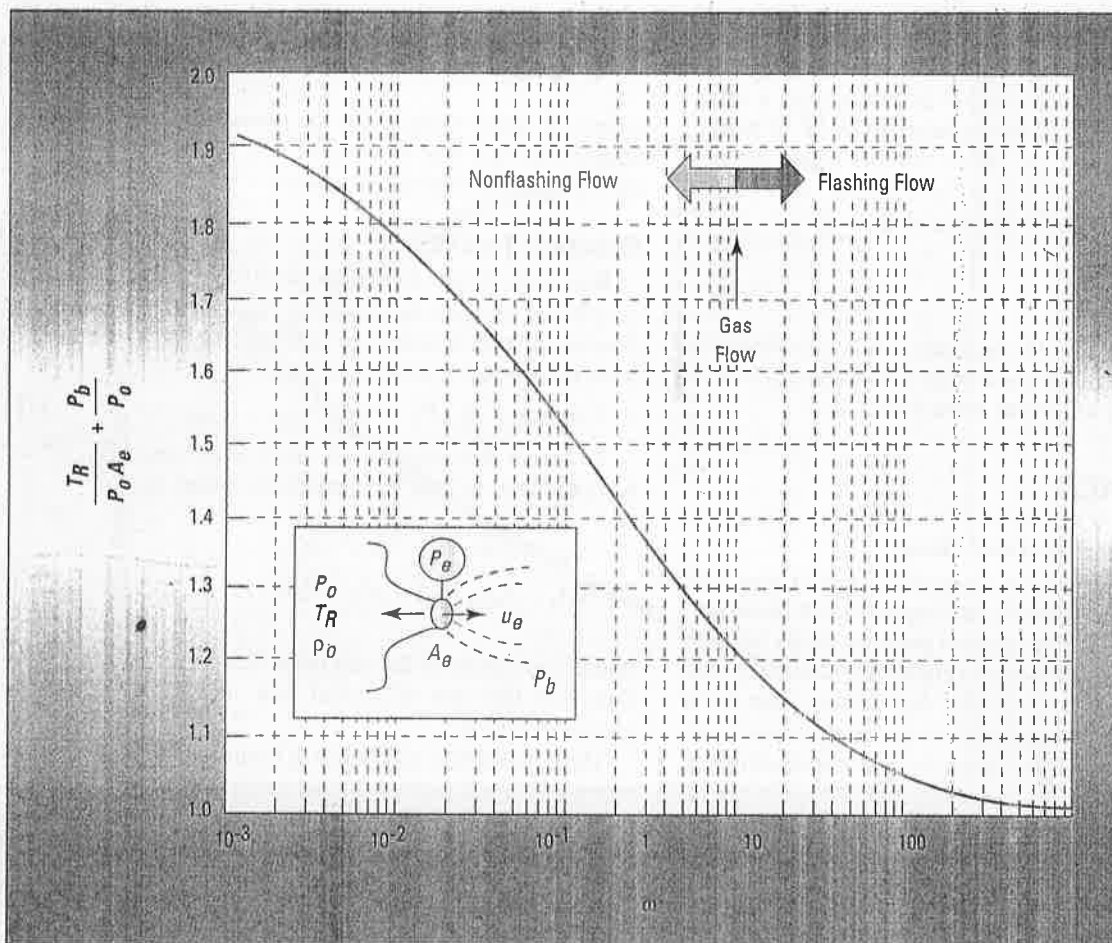 2.0
1.9
1.8
1.7
1.6
1.5
1.4
1.3
1.2
1.1
1.0
T_R / P_o A_e + P_b / P_o
Nonflashing Flow
Flashing Flow
Gas
Flow
P_e
P_o
T_R
ρ_o
A_e
u_e
P_b
10⁻³
10⁻²
10⁻¹
1
10
100
ω